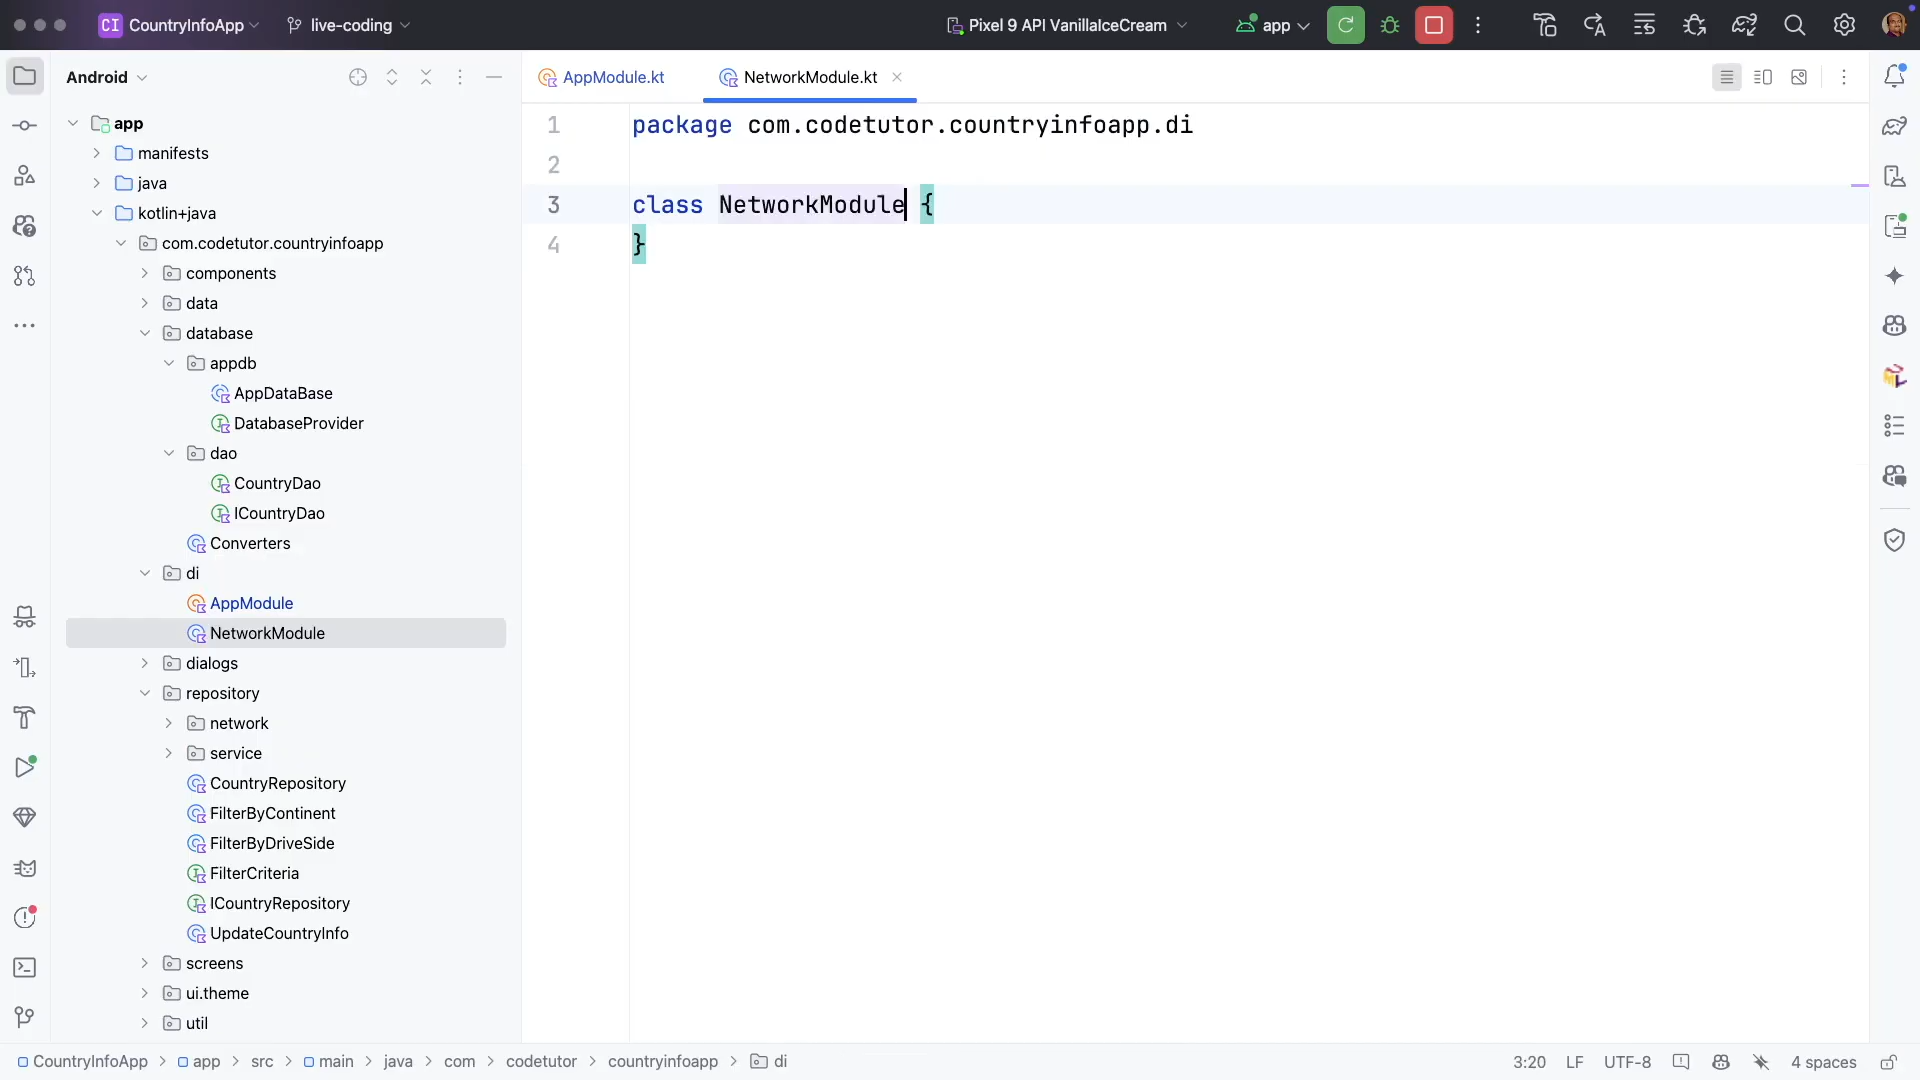 CI CountryInfoApp live-coding Pixel 9 API VanillaIceCream app
Android
AppModule.kt NetworkModule.kt
app
manifests
java
kotlin+java
com.codetutor.countryinfoapp
components
data
database
appdb
AppDataBase
DatabaseProvider
dao
CountryDao
ICountryDao
Converters
di
AppModule
NetworkModule
dialogs
repository
network
service
CountryRepository
FilterByContinent
FilterByDriveSide
FilterCriteria
ICountryRepository
UpdateCountryInfo
screens
ui.theme
util
1 package com.codetutor.countryinfoapp.di
2
3 class NetworkModule {
4 }
CountryInfoApp > app > src > main > java > com > codetutor > countryinfoapp > di 3:20 LF UTF-8 4 spaces